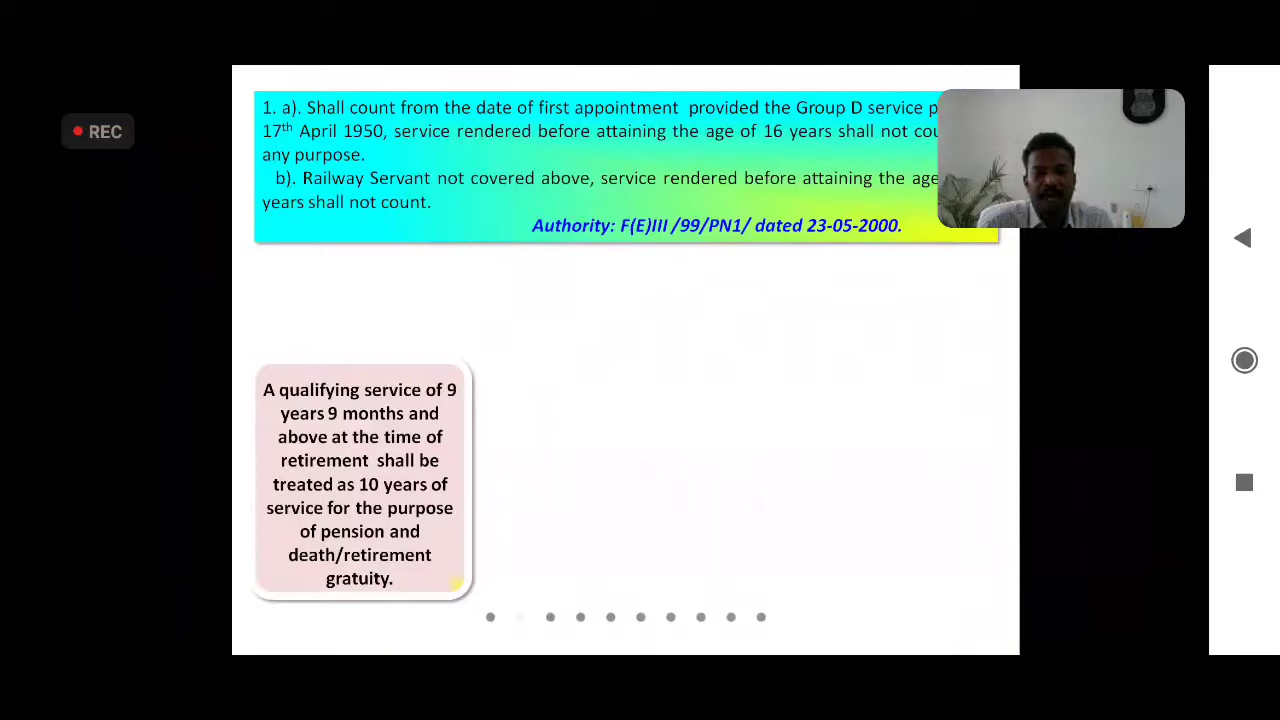 REC
1. a). Shall count from the date of first appointment provided the Group D service
17th April 1950, service rendered before attaining the age of 16 years shall not
any purpose.
b). Railway Servant not covered above, service rendered before attaining the age
years shall not count.
Authority: F(E)III /99/PN1/ dated 23-05-2000.
A qualifying service of 9
years 9 months and
above at the time of
retirement shall be
treated as 10 years of
service for the purpose
of pension and
death/retirement
gratuity.